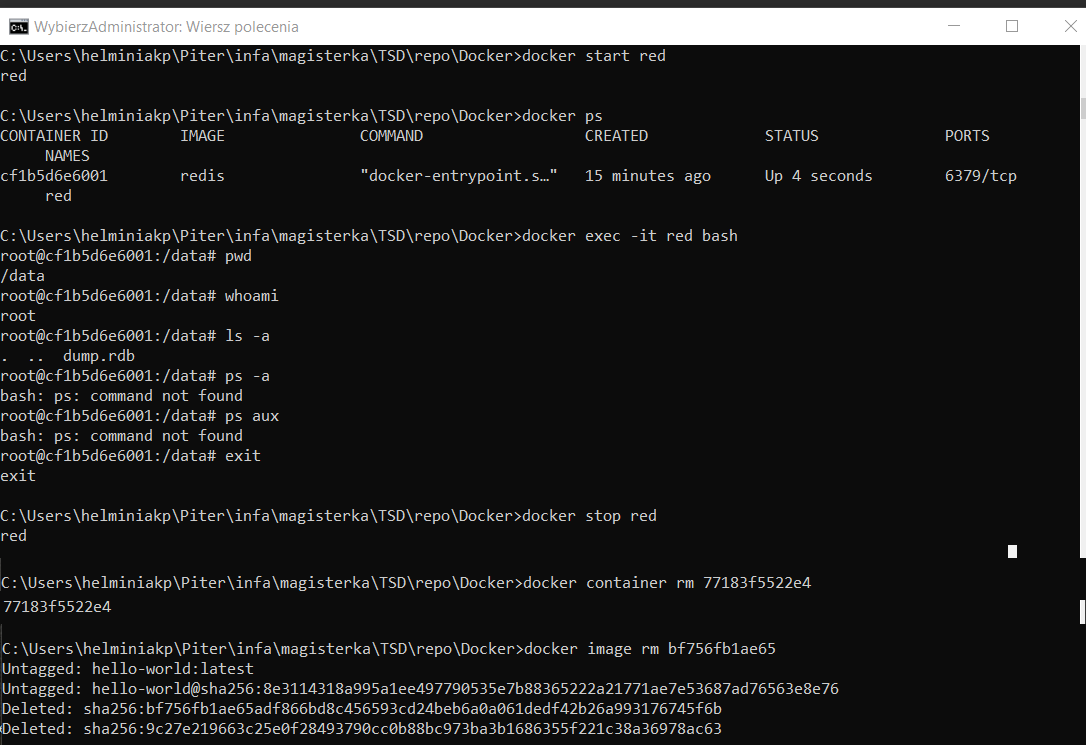 WybierzAdministrator: Wiersz polecenia
C:\Users\helminiakp\Piter\infa\magisterka\TSD\repo\Docker>docker start red
red
C:\Users\helminiakp\Piter\infa\magisterka\TSD\repo\Docker>docker ps
CONTAINER ID        IMAGE               COMMAND                  CREATED             STATUS              PORTS
     NAMES
cf1b5d6e6001        redis               "docker-entrypoint.s…"   15 minutes ago      Up 4 seconds        6379/tcp
     red
C:\Users\helminiakp\Piter\infa\magisterka\TSD\repo\Docker>docker exec -it red bash
root@cf1b5d6e6001:/data# pwd
/data
root@cf1b5d6e6001:/data# whoami
root
root@cf1b5d6e6001:/data# ls -a
.  ..  dump.rdb
root@cf1b5d6e6001:/data# ps -a
bash: ps: command not found
root@cf1b5d6e6001:/data# ps aux
bash: ps: command not found
root@cf1b5d6e6001:/data# exit
exit
C:\Users\helminiakp\Piter\infa\magisterka\TSD\repo\Docker>docker stop red
red
C:\Users\helminiakp\Piter\infa\magisterka\TSD\repo\Docker>docker container rm 77183f5522e4
77183f5522e4
C:\Users\helminiakp\Piter\infa\magisterka\TSD\repo\Docker>docker image rm bf756fb1ae65
Untagged: hello-world:latest
Untagged: hello-world@sha256:8e3114318a995a1ee497790535e7b88365222a21771ae7e53687ad76563e8e76
Deleted: sha256:bf756fb1ae65adf866bd8c456593cd24beb6a0a061dedf42b26a993176745f6b
Deleted: sha256:9c27e219663c25e0f28493790cc0b88bc973ba3b1686355f221c38a36978ac63